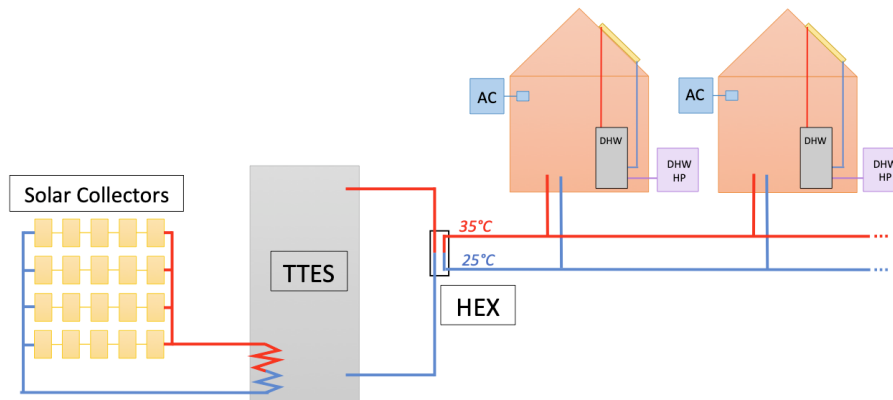 AC
DHW
DHW
HP
AC
DHW
DHW
HP
Solar Collectors
35°C
25°C
TTES
HEX
...
...